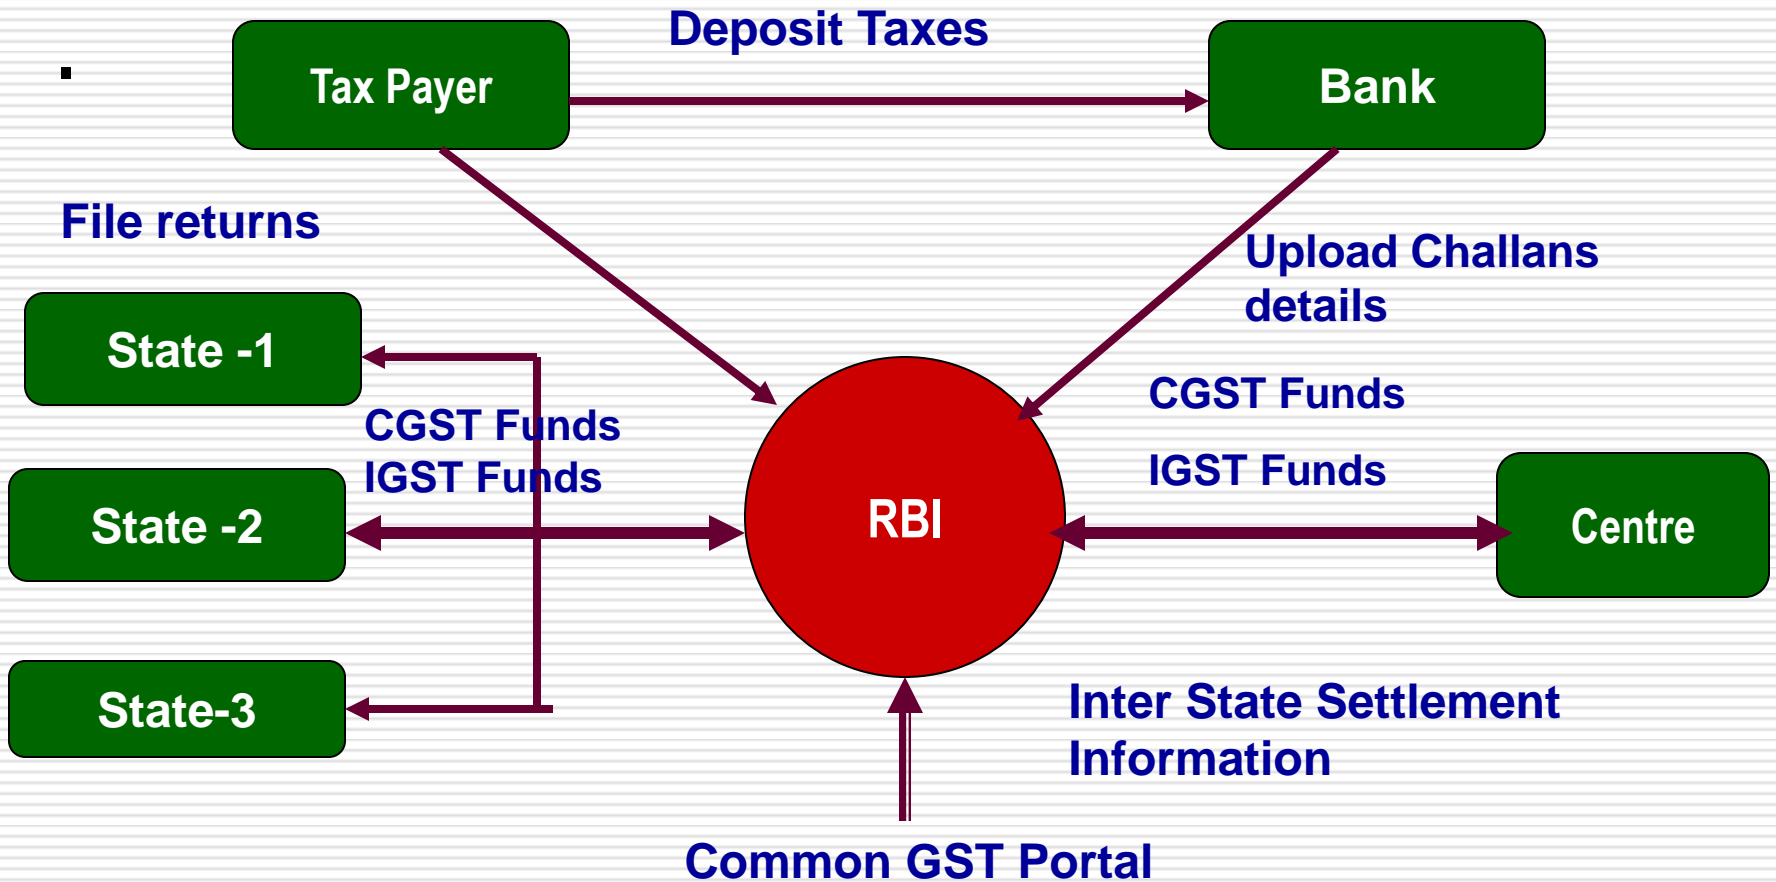 Deposit Taxes
Tax Payer
Bank
File returns
Upload Challans
details
State -1
CGST Funds
IGST Funds
CGST Funds
IGST Funds
State -2
RBI
Centre
State-3
Inter State Settlement
Information
Common GST Portal